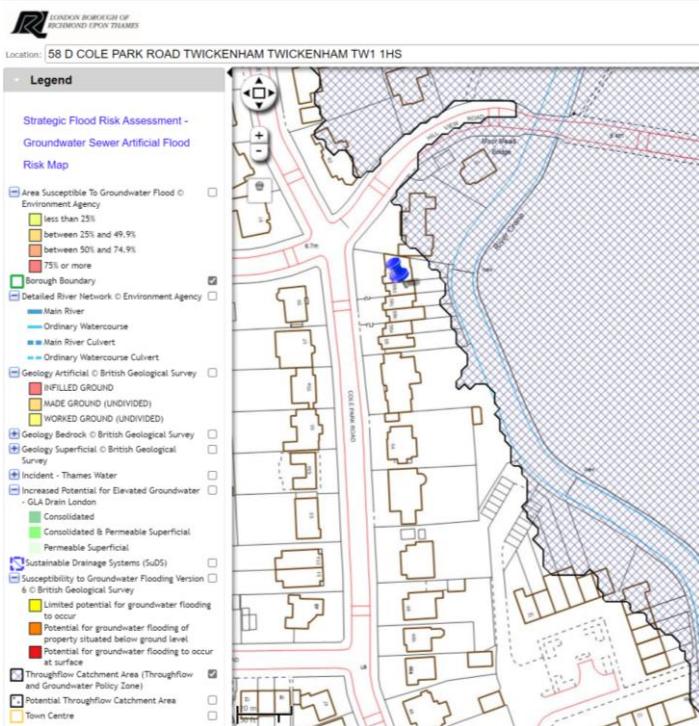 LONDON BOROUGH OF
RICHMOND UPON THAMES
Location: 58 D COLE PARK ROAD TWICKENHAM TWICKENHAM TW1 1HS
Legend
Strategic Flood Risk Assessment -
Groundwater Sewer Artificial Flood
Risk Map
Area Susceptible To Groundwater Flood ©
Environment Agency
less than 25%
between 25% and 49.9%
between 50% and 74.9%
75% or more
Borough Boundary
Detailed River Network © Environment Agency
Main River
Ordinary Watercourse
Main River Culvert
Ordinary Watercourse Culvert
Geology Artificial © British Geological Survey
INFILLED GROUND
MADE GROUND (UNDIVIDED)
WORKED GROUND (UNDIVIDED)
Geology Bedrock © British Geological Survey
Geology Superficial © British Geological
Survey
Incident - Thames Water
Increased Potential for Elevated Groundwater
- GLA Drain London
Consolidated
Consolidated & Permeable Superficial
Permeable Superficial
Sustainable Drainage Systems (SuDS)
Susceptibility to Groundwater Flooding Version
6 © British Geological Survey
Limited potential for groundwater flooding
to occur
Potential for groundwater flooding of
property situated below ground level
Potential for groundwater flooding to occur
at surface
Throughflow Catchment Area (Throughflow
and Groundwater Policy Zone)
Potential Throughflow Catchment Area
Town Centre
+
-
HILL VIEW ROAD
Moor Mead
Bridge
River Crane
6.7m
COLE PARK ROAD